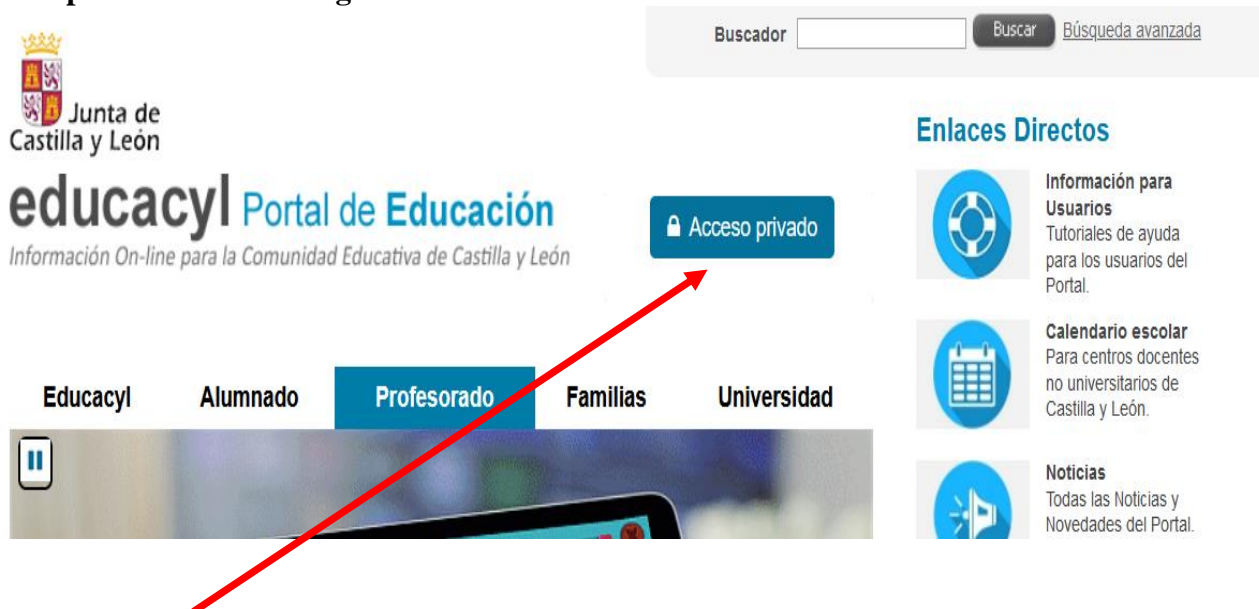 Buscador
Buscar
Búsqueda avanzada
Junta de
Castilla y León
educacyl Portal de Educación
Información On-line para la Comunidad Educativa de Castilla y León
Acceso privado
Educacyl
Alumnado
Profesorado
Familias
Universidad
Enlaces Directos
Información para
Usuarios
Tutoriales de ayuda
para los usuarios del
Portal.
Calendario escolar
Para centros docentes
no universitarios de
Castilla y León.
Noticias
Todas las Noticias y
Novedades del Portal.